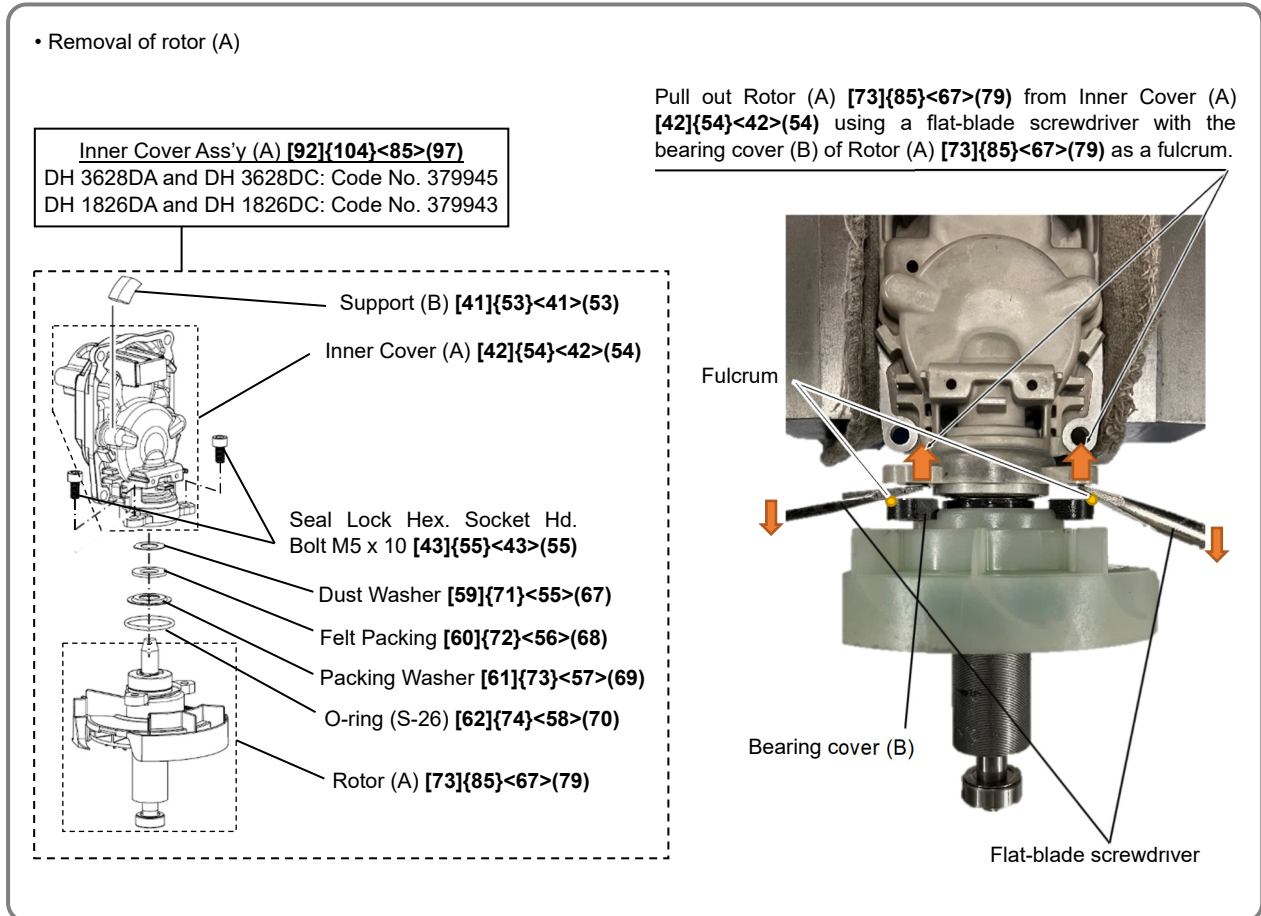 • Removal of rotor (A)
Pull out Rotor (A) [73]{85}<67>(79) from Inner Cover (A)
[42]{54}<42>(54) using a flat-blade screwdriver with the
bearing cover (B) of Rotor (A) [73]{85}<67>(79) as a fulcrum.
Inner Cover Ass'y (A) [92]{104}<85>(97)
DH 3628DA and DH 3628DC: Code No. 379945
DH 1826DA and DH 1826DC: Code No. 379943
Support (B) [41]{53}<41>(53)
Inner Cover (A) [42]{54}<42>(54)
Seal Lock Hex. Socket Hd.
Bolt M5 x 10 [43]{55}<43>(55)
Dust Washer [59]{71}<55>(67)
Felt Packing [60]{72}<56>(68)
Packing Washer [61]{73}<57>(69)
O-ring (S-26) [62]{74}<58>(70)
Rotor (A) [73]{85}<67>(79)
Fulcrum
Bearing cover (B)
Flat-blade screwdriver